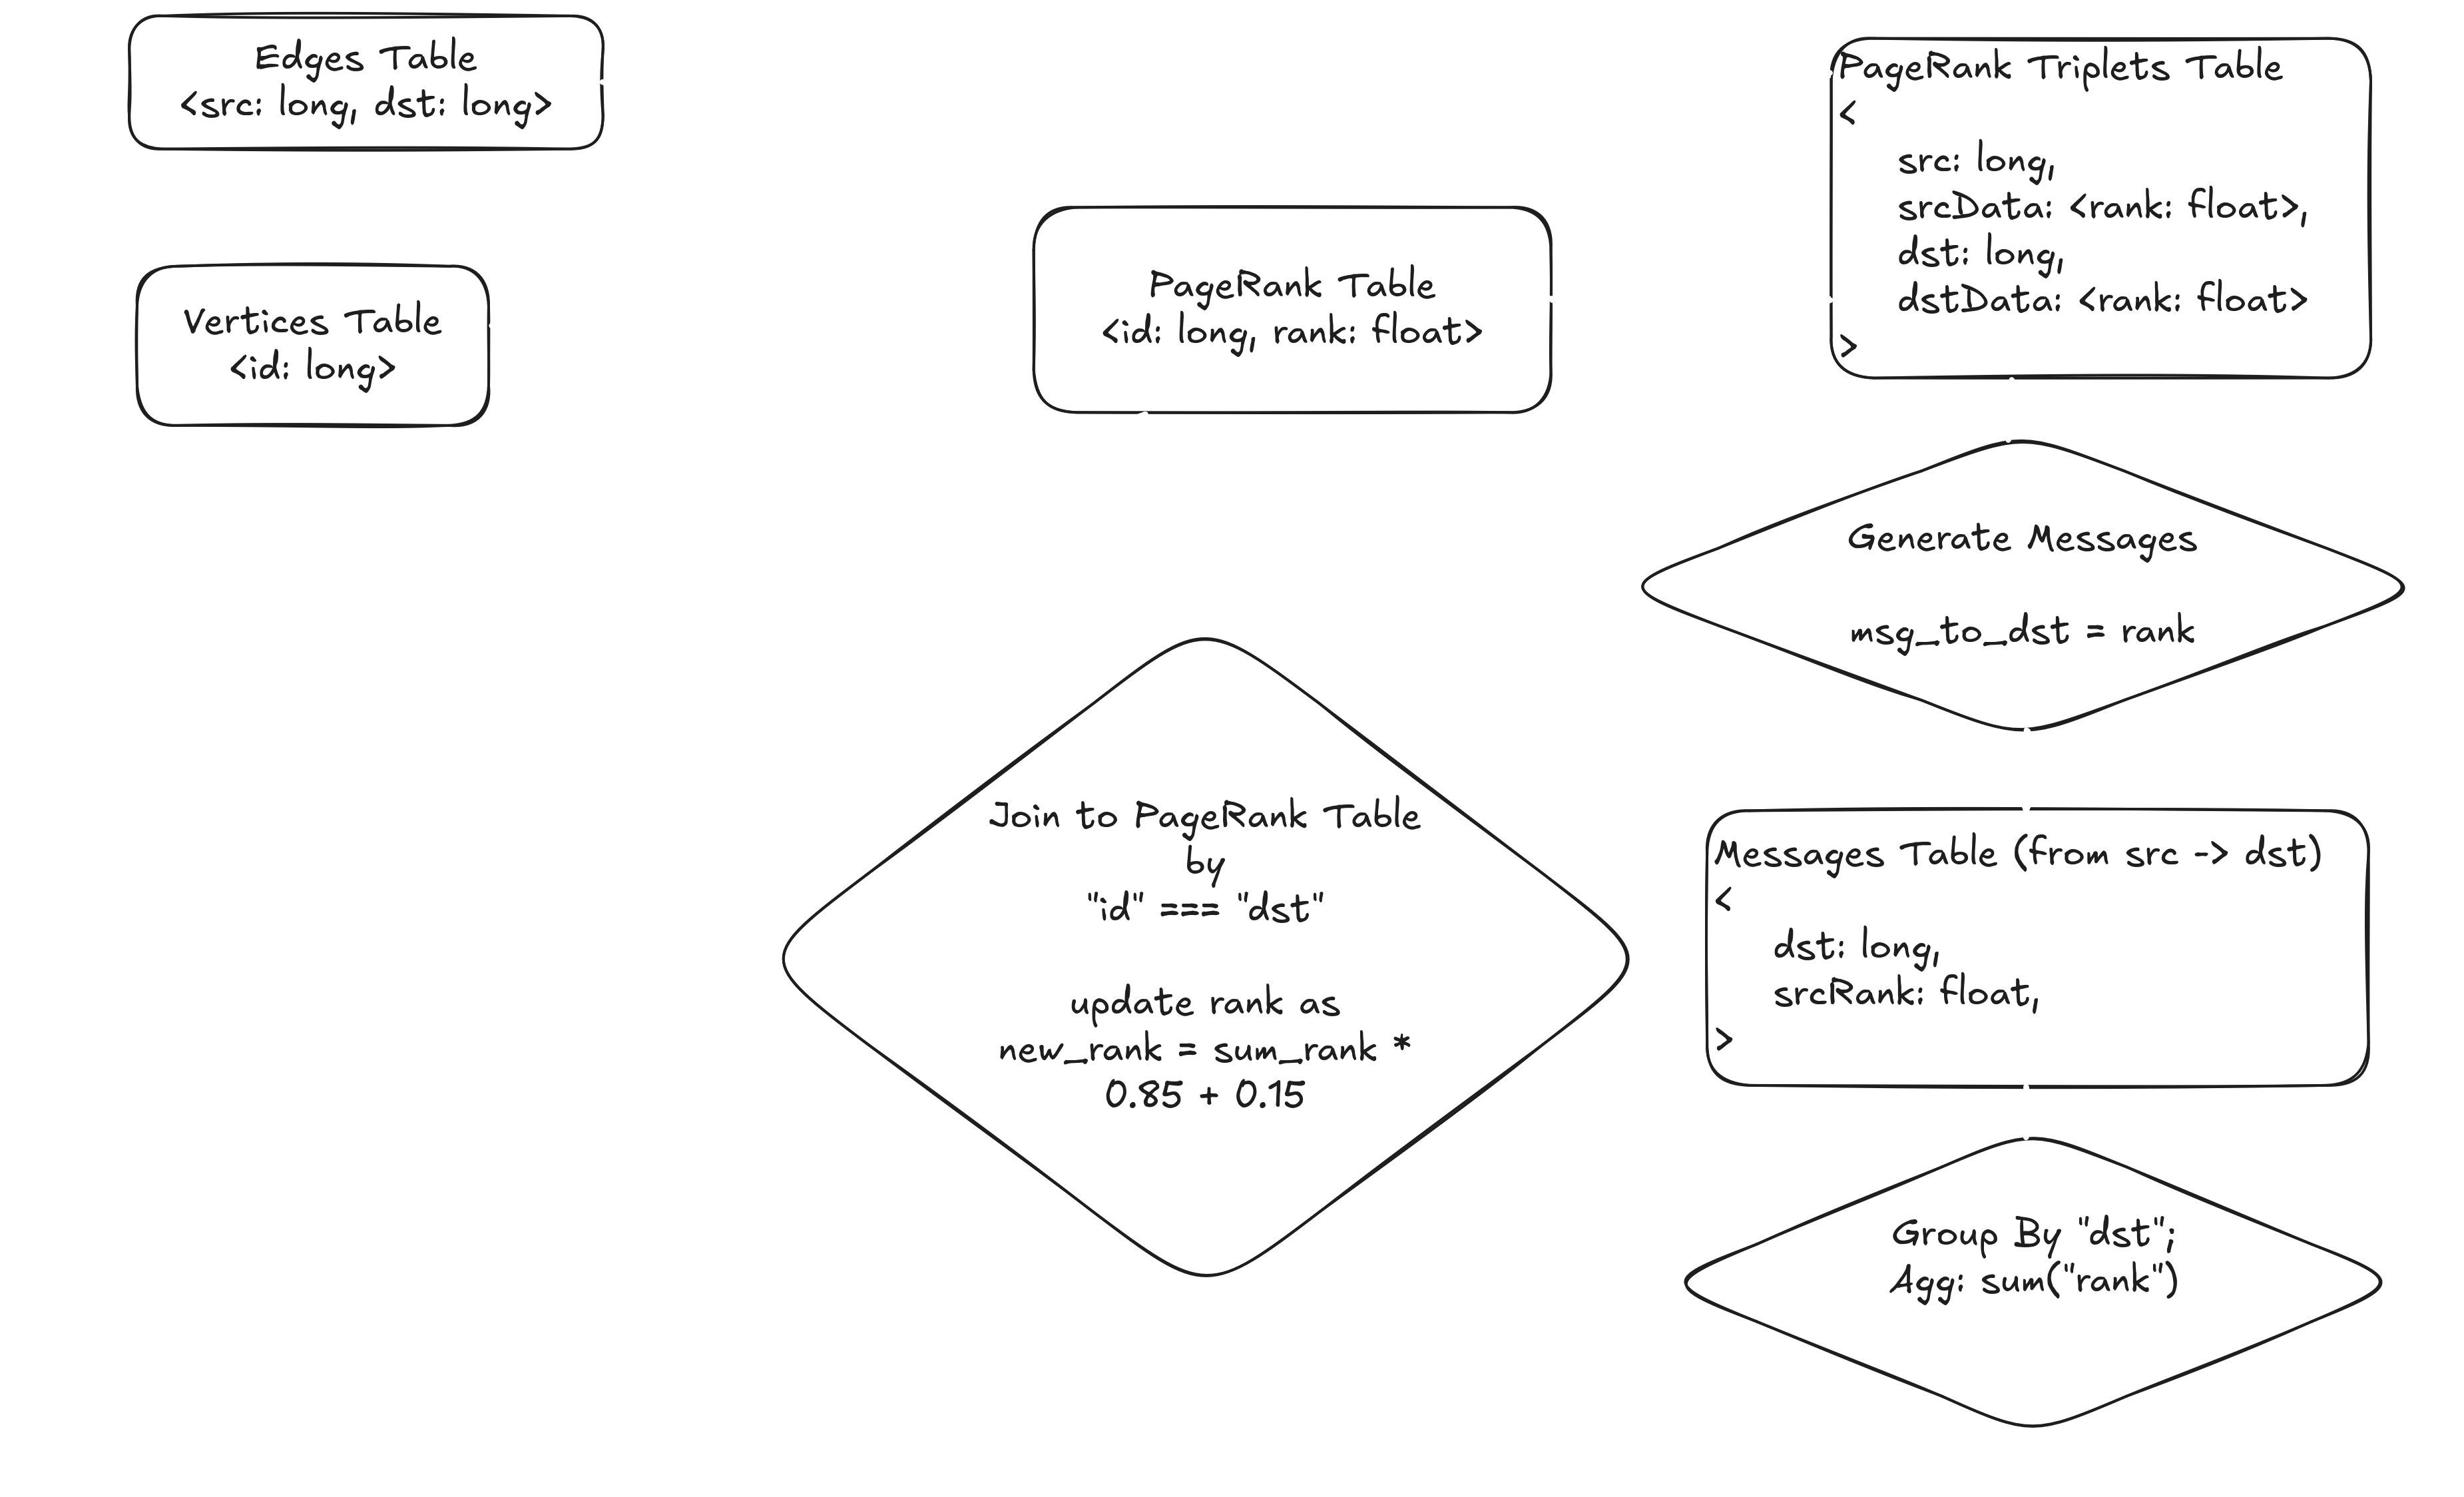 Edges Table
<src: long, dst: long>
Vertices Table
<id: long>
PageRank Table
<id: long, rank: float>
PageRank Triplets Table
<
src: long,
srcData: <rank: float>,
dst: long,
dstData: <rank: float>
>
Generate Messages
msg_to_dst = rank
Messages Table (from src -> dst)
<
dst: long,
srcRank: float,
>
Group By "dst";
Agg: sum("rank")
Join to PageRank Table
by
"id" === "dst"
update rank as
new_rank = sum_rank *
0.85 + 0.15